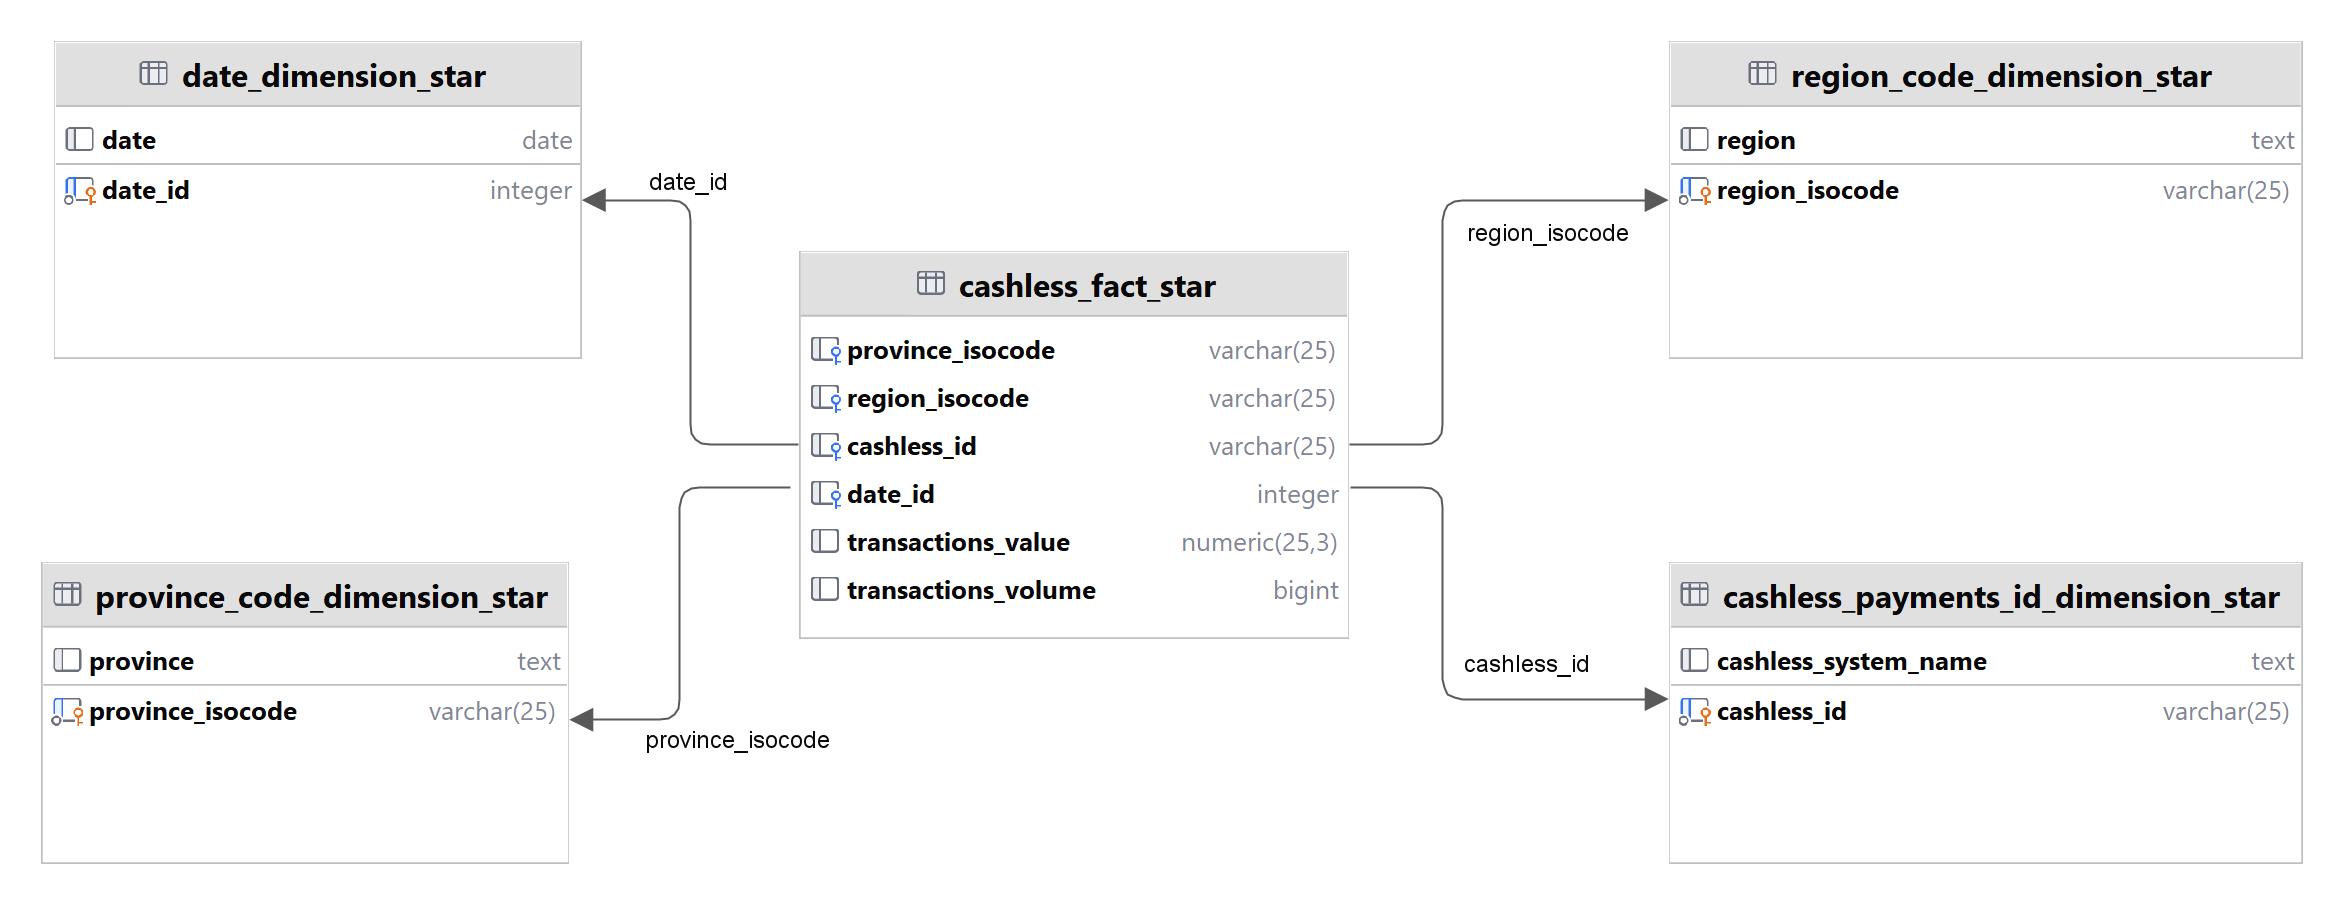 date_dimension_star
date date
date_id integer
region_code_dimension_star
region text
region_isocode varchar(25)
date_id
region_isocode
cashless_fact_star
province_isocode varchar(25)
region_isocode varchar(25)
cashless_id varchar(25)
date_id integer
transactions_value numeric(25,3)
transactions_volume bigint
province_code_dimension_star
province text
province_isocode varchar(25)
province_isocode
cashless_id
cashless_payments_id_dimension_star
cashless_system_name text
cashless_id varchar(25)